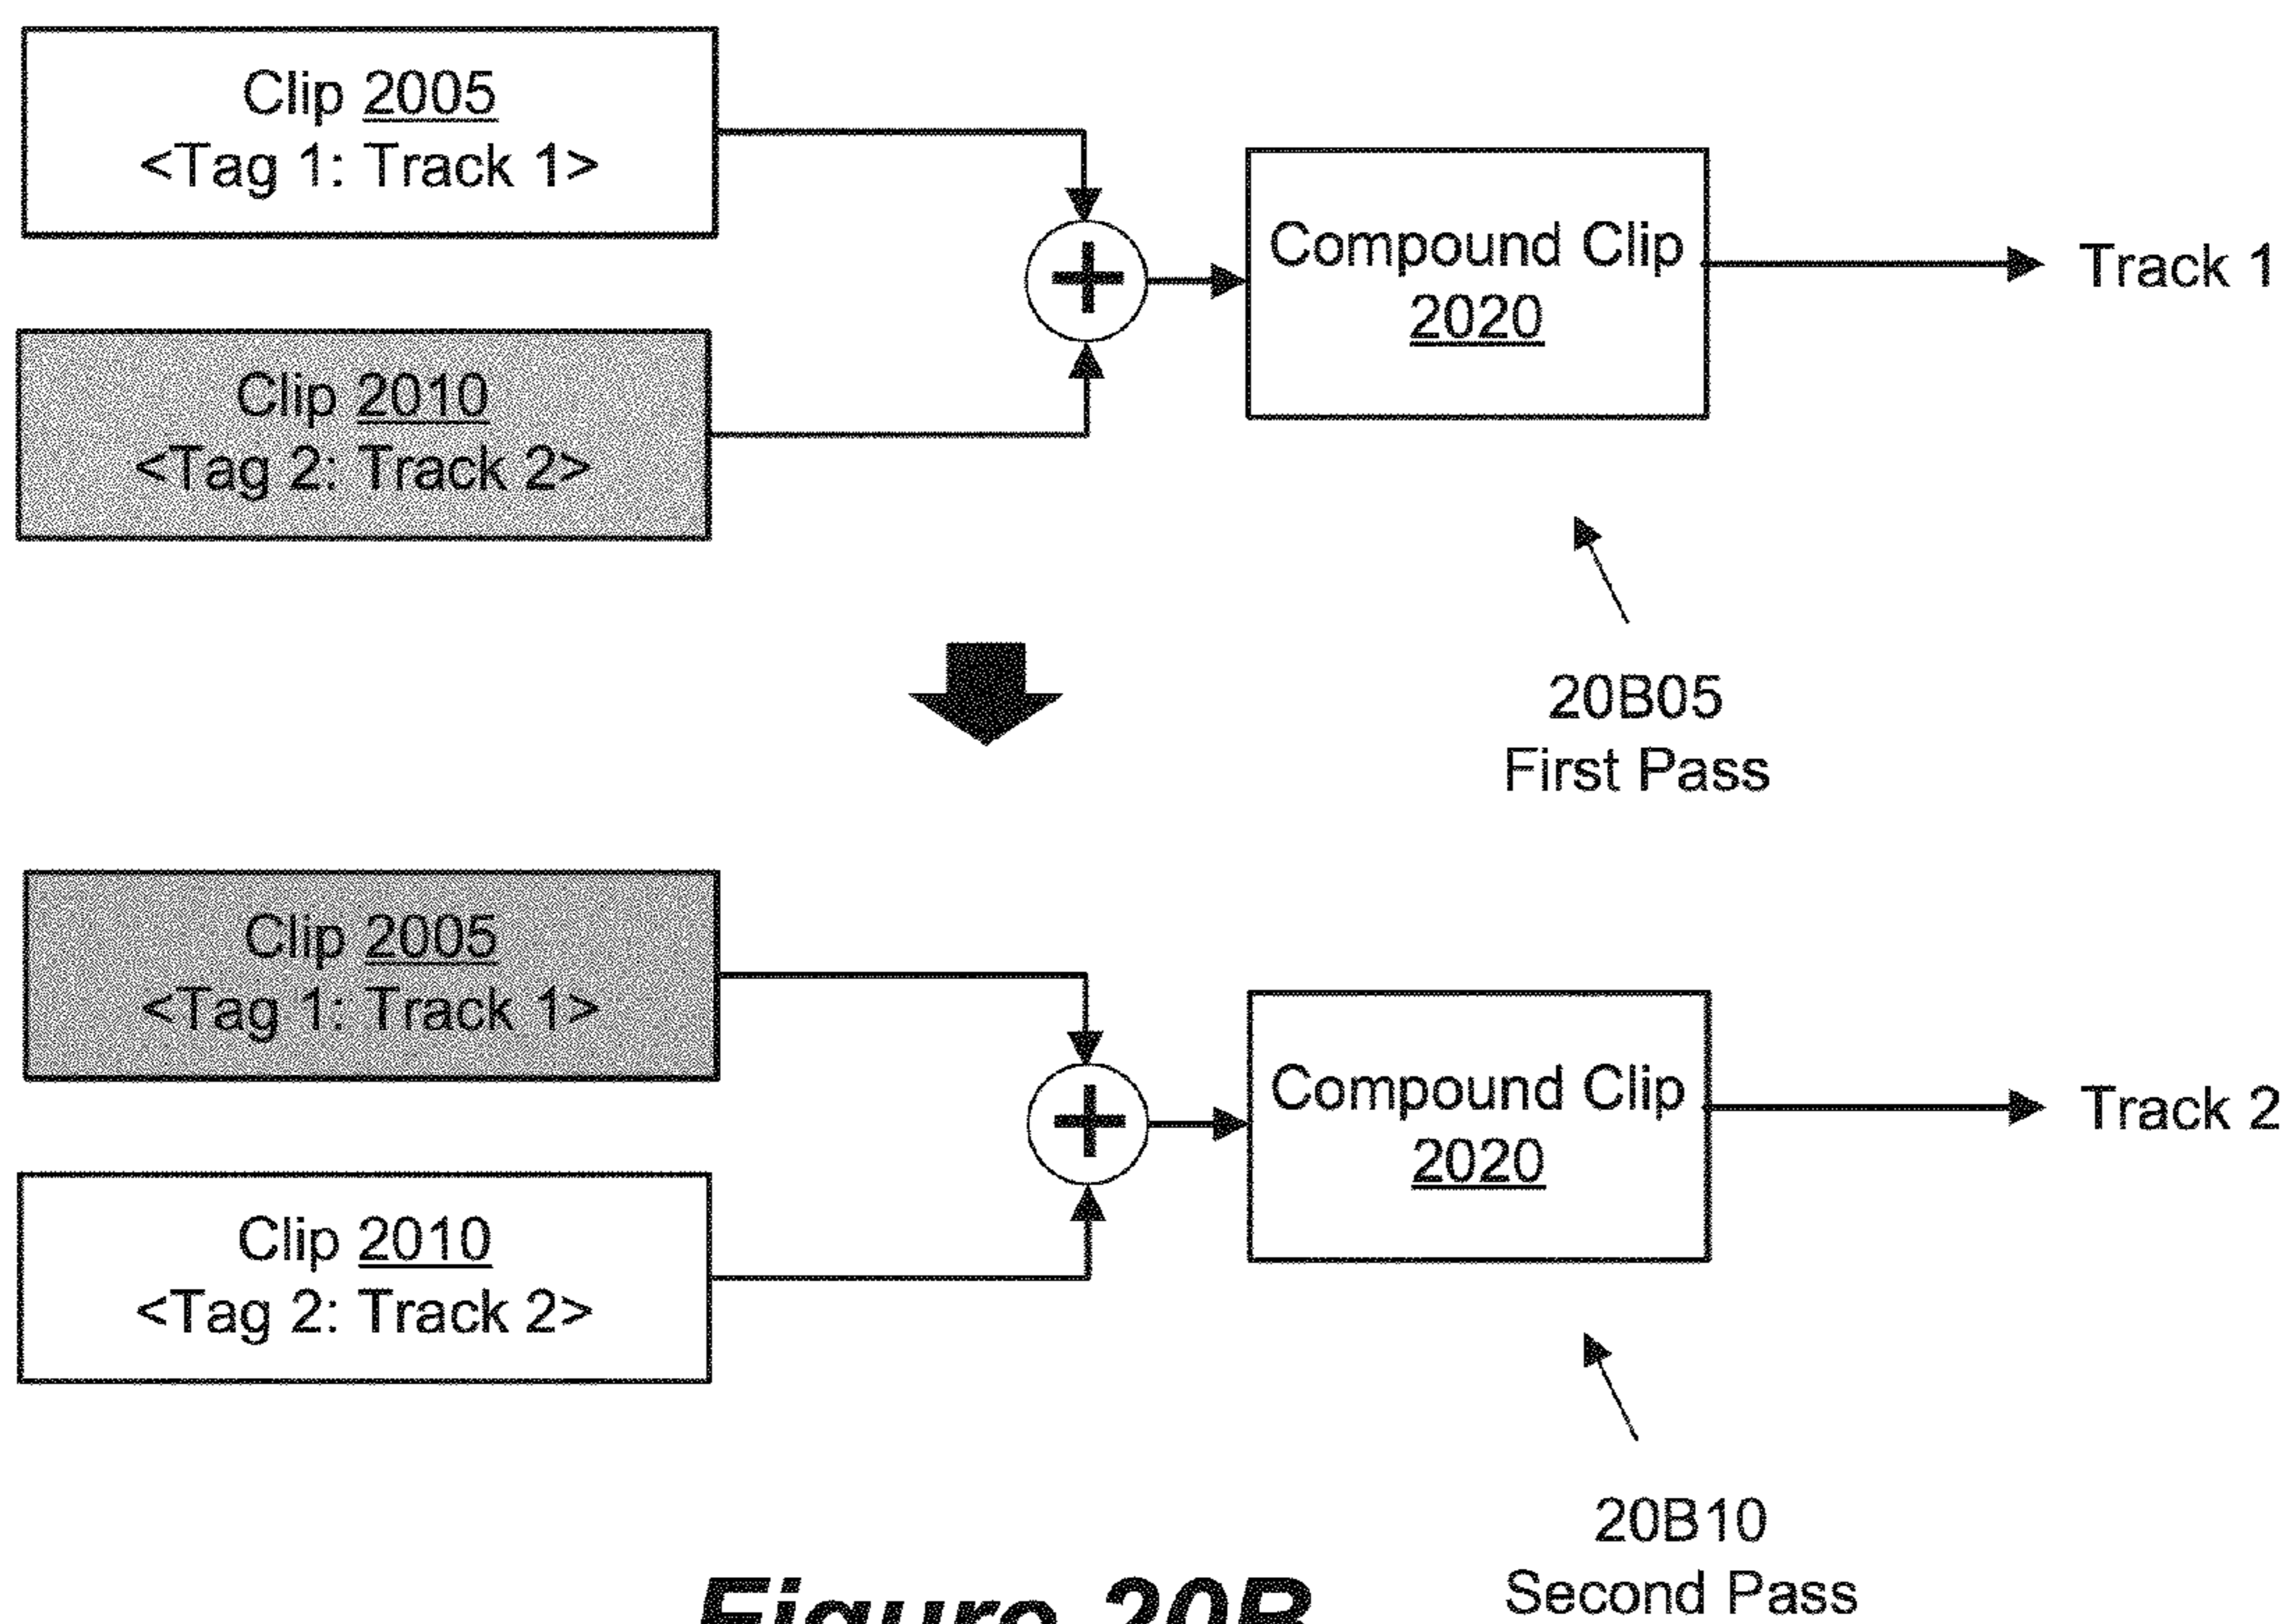 Clip 2005
<Tag 1: Track 1>
Compound Clip
2020
Track 1
Clip 2010
<Tag 2: Track 2>
20B05
First Pass
Clip 2005
<Tag 1: Track 1>
Compound Clip
2020
Track 2
Clip 2010
<Tag 2: Track 2>
20B10
Second Pass
Figure 20B